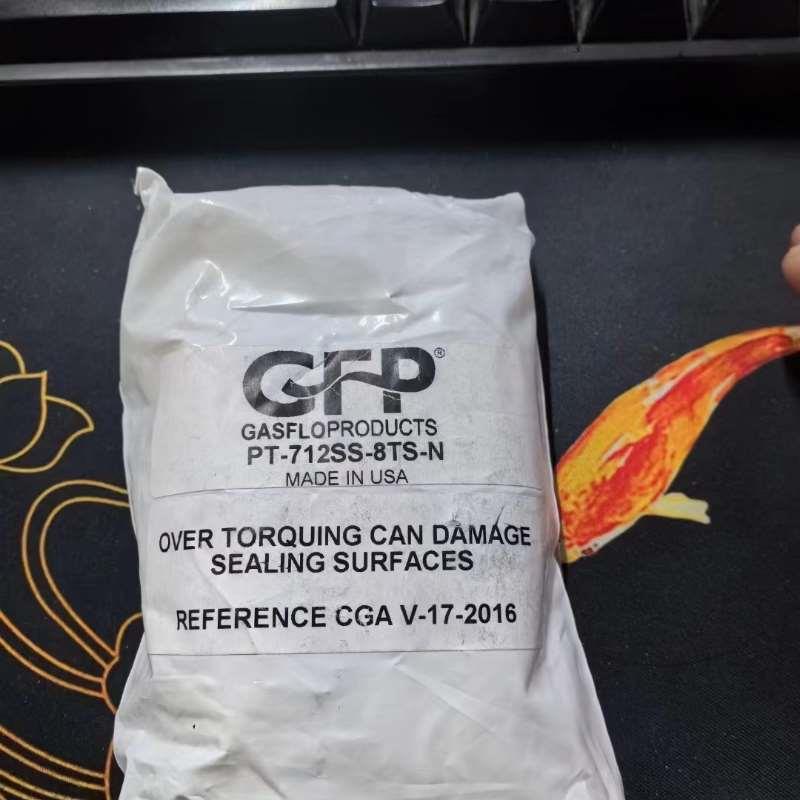 GFP®
GASFLOPRODUCTS
PT-712SS-8TS-N
MADE IN USA
OVER TORQUING CAN DAMAGE
SEALING SURFACES
REFERENCE CGA V-17-2016